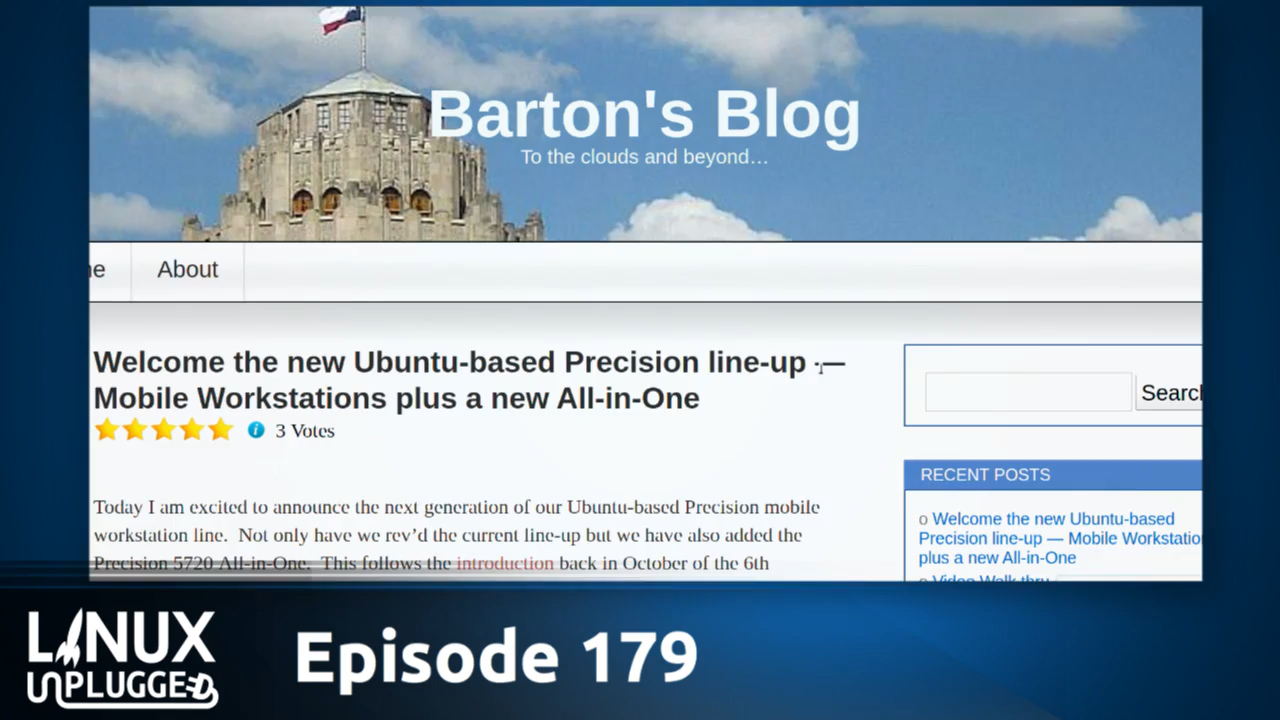 Barton's Blog
To the clouds and beyond…
About
Welcome the new Ubuntu-based Precision line-up —
Mobile Workstations plus a new All-in-One
3 Votes
Search
RECENT POSTS
Today I am excited to announce the next generation of our Ubuntu-based Precision mobile
workstation line. Not only have we rev'd the current line-up but we have also added the
Precision 5720 All-in-One. This follows the introduction back in October of the 6th
o Welcome the new Ubuntu-based
Precision line-up — Mobile Workstatio
plus a new All-in-One
o Video Walk-thru
LINUX
UNPLUGGED
Episode 179